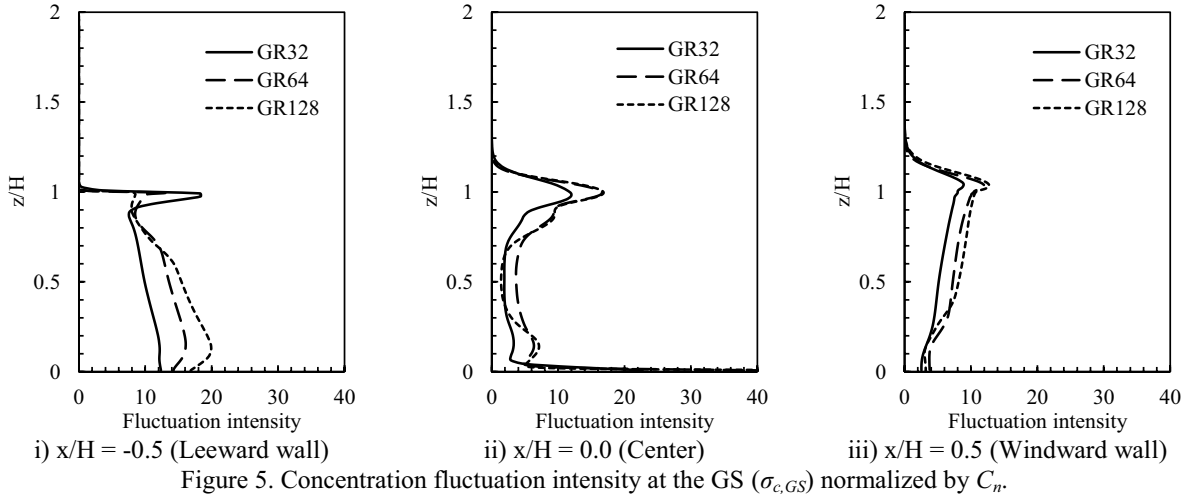 2
1.5
1
0.5
0
z/H
GR32
GR64
GR128
0 10 20 30 40
Fluctuation intensity
i) x/H = -0.5 (Leeward wall)
2
1.5
1
0.5
0
z/H
GR32
GR64
GR128
0 10 20 30 40
Fluctuation intensity
ii) x/H = 0.0 (Center)
2
1.5
1
0.5
0
z/H
GR32
GR64
GR128
0 10 20 30 40
Fluctuation intensity
iii) x/H = 0.5 (Windward wall)
Figure 5. Concentration fluctuation intensity at the GS (σc,GS) normalized by Cn.